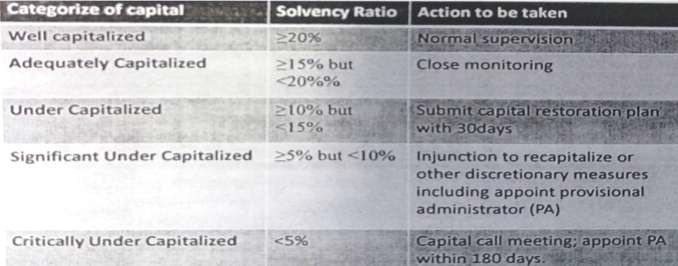 Categorize of capital Solvency Ratio Action to be taken
Well capitalized ≥20% Normal supervision
Adequately Capitalized ≥15% but Close monitoring
<20%%
Under Capitalized ≥10% but Submit capital restoration plan
<15% with 30days
Significant Under Capitalized ≥5% but <10% Injunction to recapitalize or
other discretionary measures
including appoint provisional
administrator (PA)
Critically Under Capitalized <5% Capital call meeting; appoint PA
within 180 days.